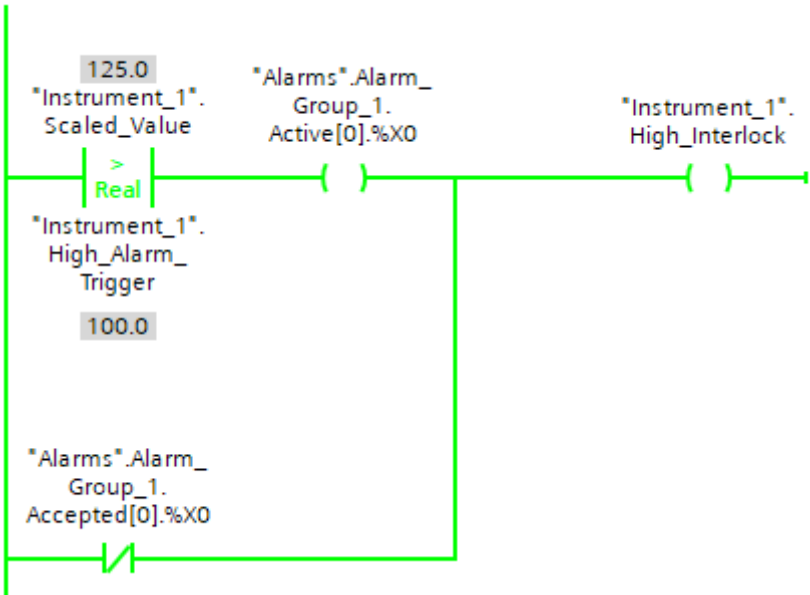 125.0
"Instrument_1".
Scaled_Value
>
Real
"Instrument_1".
High_Alarm_
Trigger
100.0
"Alarms".Alarm_
Group_1.
Active[0].%X0
"Instrument_1".
High_Interlock
"Alarms".Alarm_
Group_1.
Accepted[0].%X0